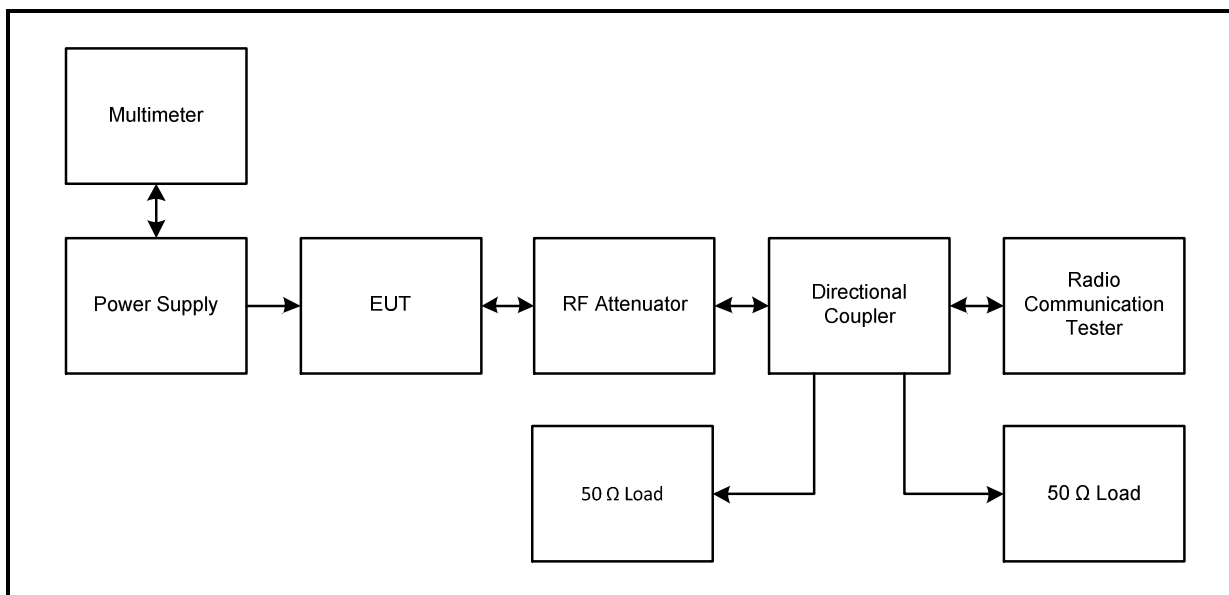 Multimeter
Power Supply
EUT
RF Attenuator
Directional
Coupler
Radio
Communication
Tester
50 Ω Load
50 Ω Load